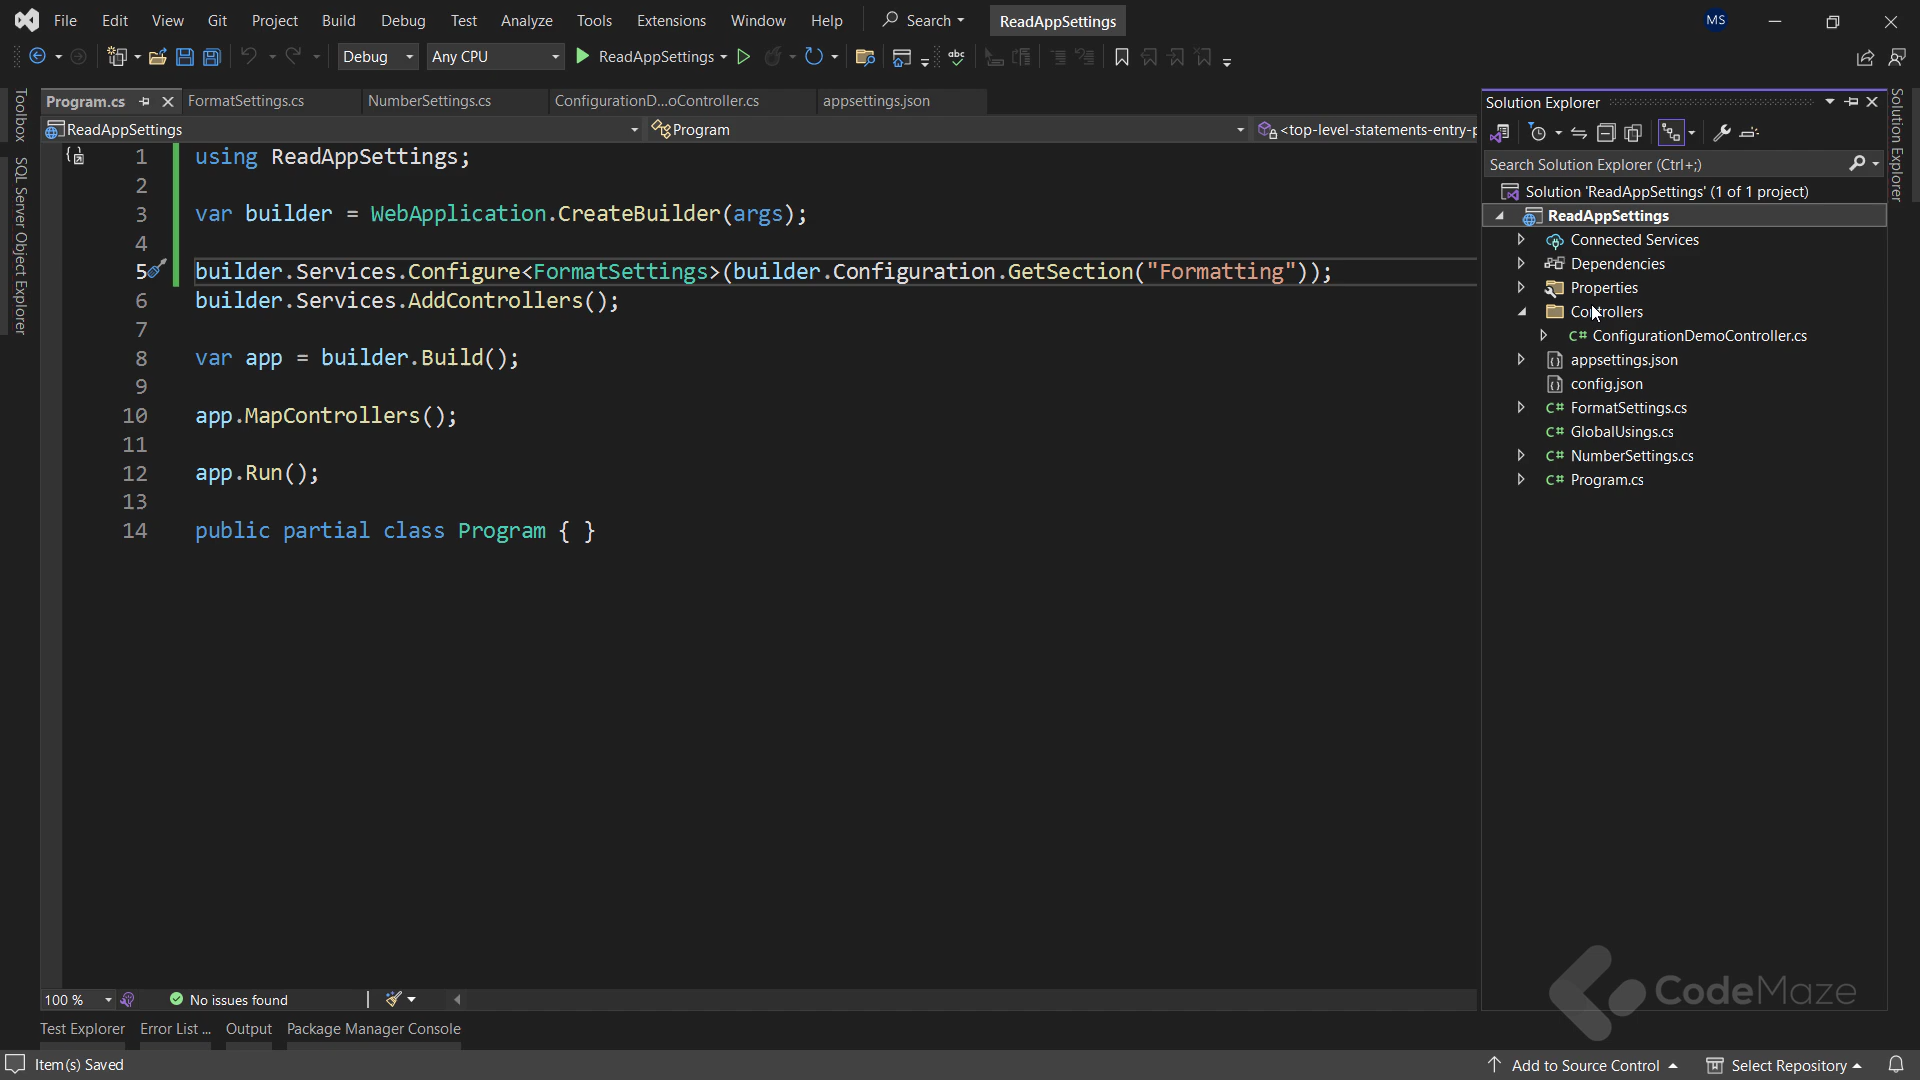 File Edit View Git Project Build Debug Test Analyze Tools Extensions Window Help Search ReadAppSettings MS
Debug Any CPU ReadAppSettings
Program.cs FormatSettings.cs NumberSettings.cs ConfigurationD...oController.cs appsettings.json
ReadAppSettings Program <top-level-statements-entry-p
1 using ReadAppSettings;
2
3 var builder = WebApplication.CreateBuilder(args);
4
5 builder.Services.Configure<FormatSettings>(builder.Configuration.GetSection("Formatting"));
6 builder.Services.AddControllers();
7
8 var app = builder.Build();
9
10 app.MapControllers();
11
12 app.Run();
13
14 public partial class Program { }
100 % No issues found
Toolbox
SQL Server Object Explorer
Solution Explorer
Search Solution Explorer (Ctrl+;)
Solution 'ReadAppSettings' (1 of 1 project)
ReadAppSettings
Connected Services
Dependencies
Properties
Controllers
C# ConfigurationDemoController.cs
appsettings.json
config.json
C# FormatSettings.cs
C# GlobalUsings.cs
C# NumberSettings.cs
C# Program.cs
Solution Explorer
CodeMaze
Test Explorer Error List ... Output Package Manager Console
Item(s) Saved Add to Source Control Select Repository